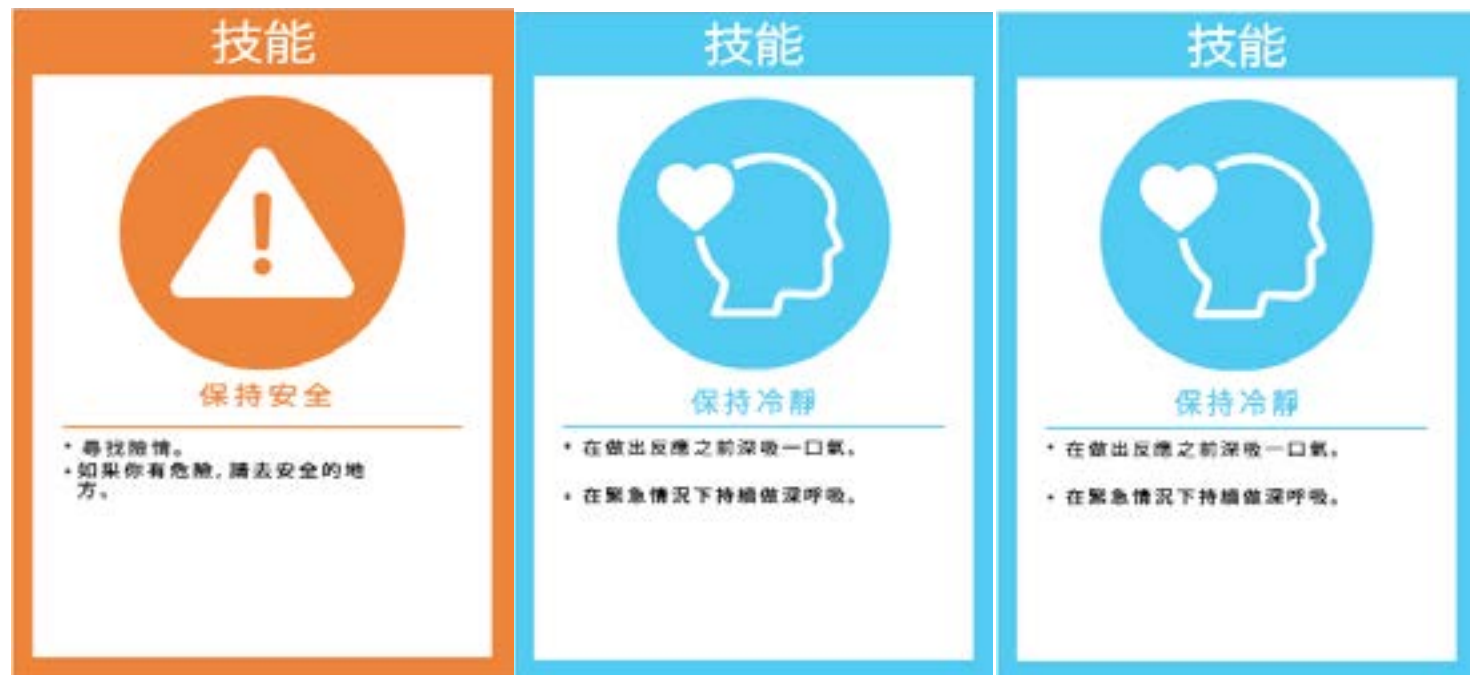 技能
保持安全
• 尋找險情。
• 如果你有危險, 請去安全的地
方。
技能
保持冷靜
• 在做出反應之前深吸一口氣。
• 在緊急情況下持續做深呼吸。
技能
保持冷靜
• 在做出反應之前深吸一口氣。
• 在緊急情況下持續做深呼吸。